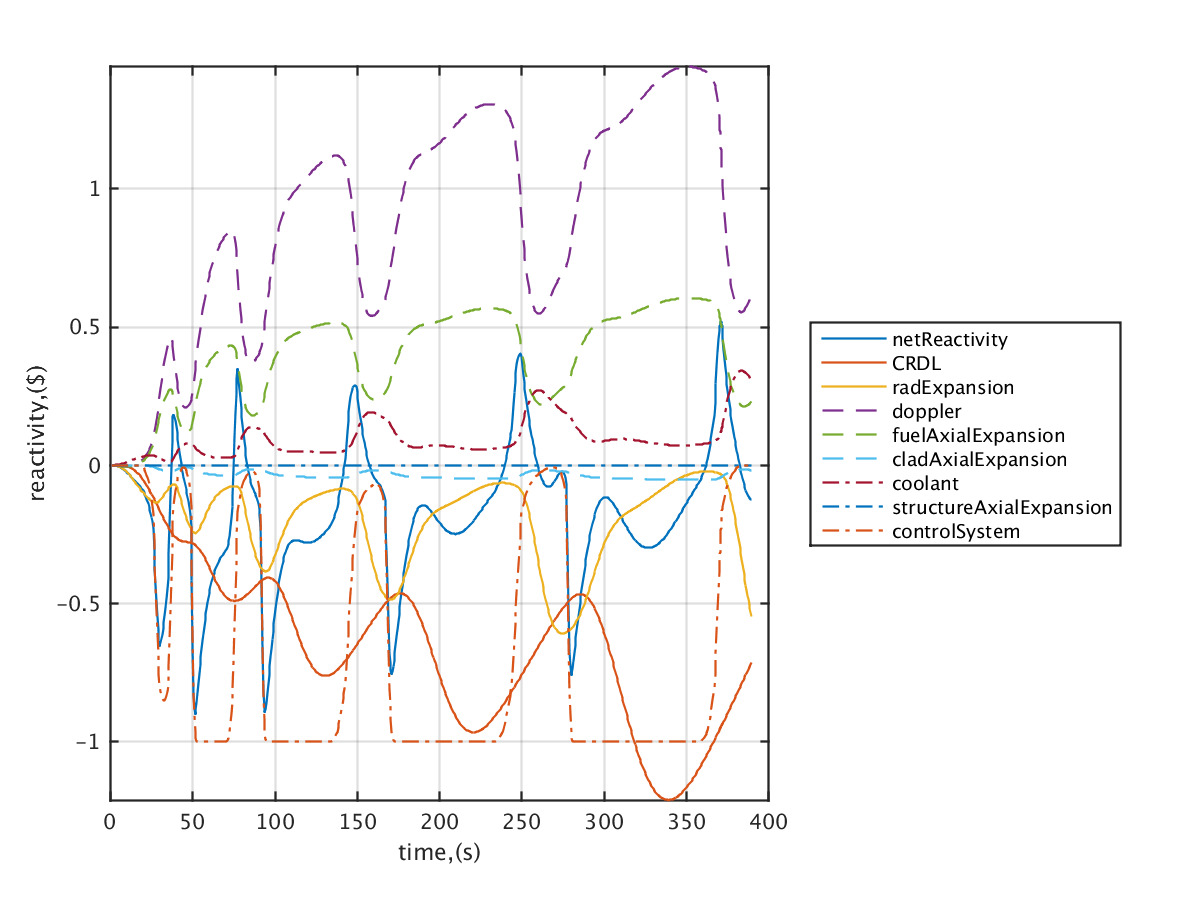 1
0.5
0
−0.5
−1
reactivity,($)
0 50 100 150 200 250 300 350 400
time,(s)
netReactivity
CRDL
radExpansion
doppler
fuelAxialExpansion
cladAxialExpansion
coolant
structureAxialExpansion
controlSystem